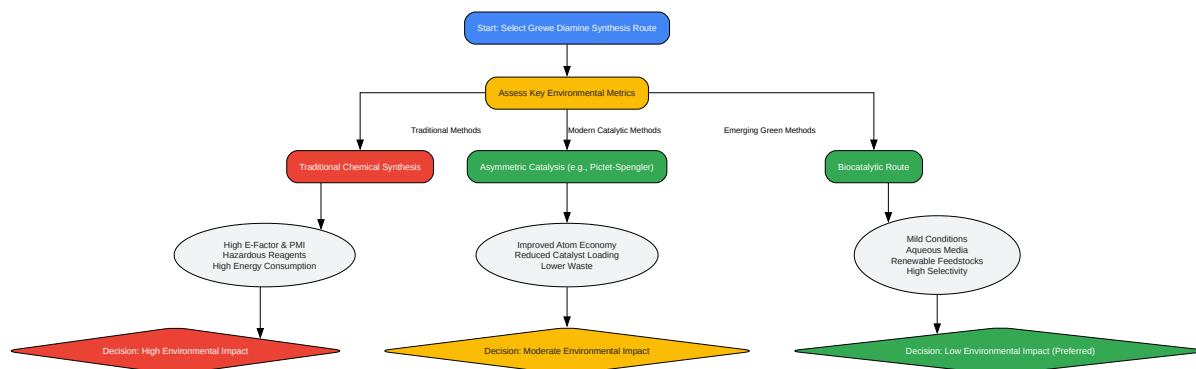 Start: Select Grewe Diamine Synthesis Route
Assess Key Environmental Metrics
Traditional Methods
Modern Catalytic Methods
Emerging Green Methods
Traditional Chemical Synthesis
Asymmetric Catalysis (e.g., Pictet-Spengler)
Biocatalytic Route
High E-Factor & PMI
Hazardous Reagents
High Energy Consumption
Improved Atom Economy
Reduced Catalyst Loading
Lower Waste
Mild Conditions
Aqueous Media
Renewable Feedstocks
High Selectivity
Decision: High Environmental Impact
Decision: Moderate Environmental Impact
Decision: Low Environmental Impact (Preferred)